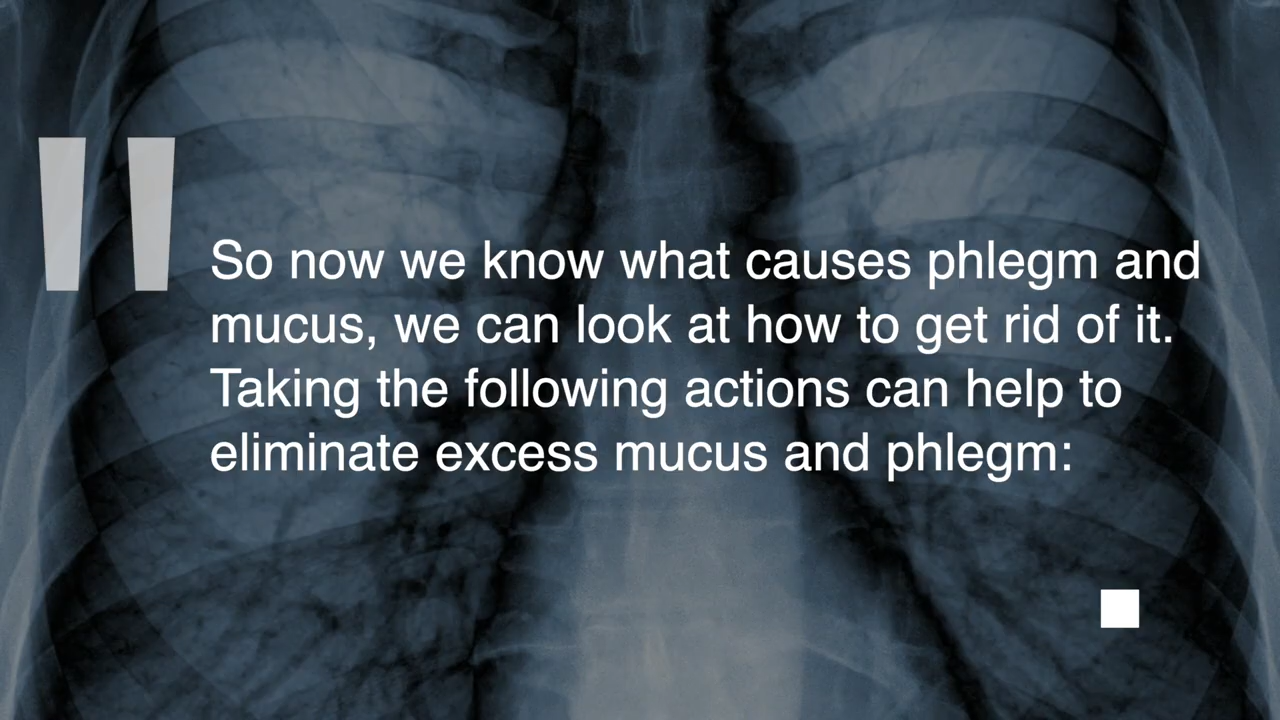 "
So now we know what causes phlegm and
mucus, we can look at how to get rid of it.
Taking the following actions can help to
eliminate excess mucus and phlegm: